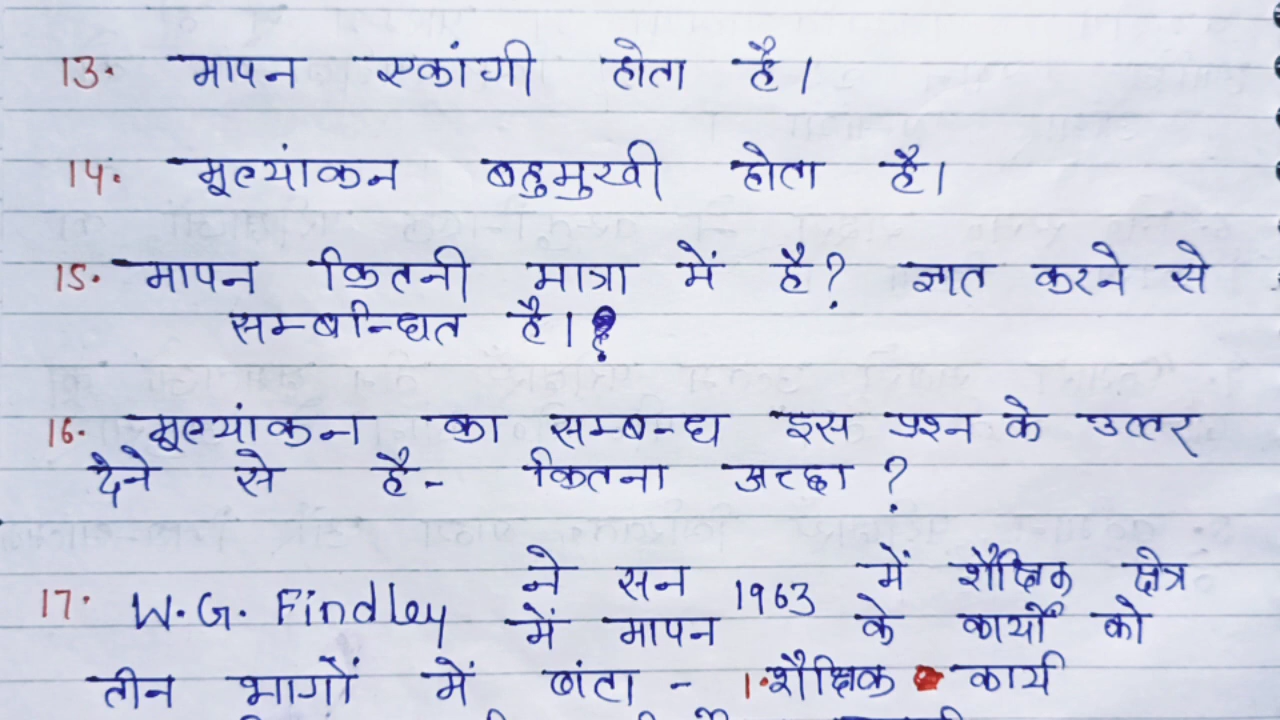 13. मापन एकांगी होता है।
14. मूल्यांकन बहुमुखी होता है।
15. मापन कितनी मात्रा में है? ज्ञात करने से
सम्बन्धित है।
16. मूल्यांकन का सम्बन्ध इस प्रश्न के उत्तर
देने से है- कितना अच्छा?
17. W.G. Findley ने सन 1963 में शैक्षिक क्षेत्र
में मापन के कार्यों को
तीन भागों में बांटा - 1. शैक्षिक कार्य